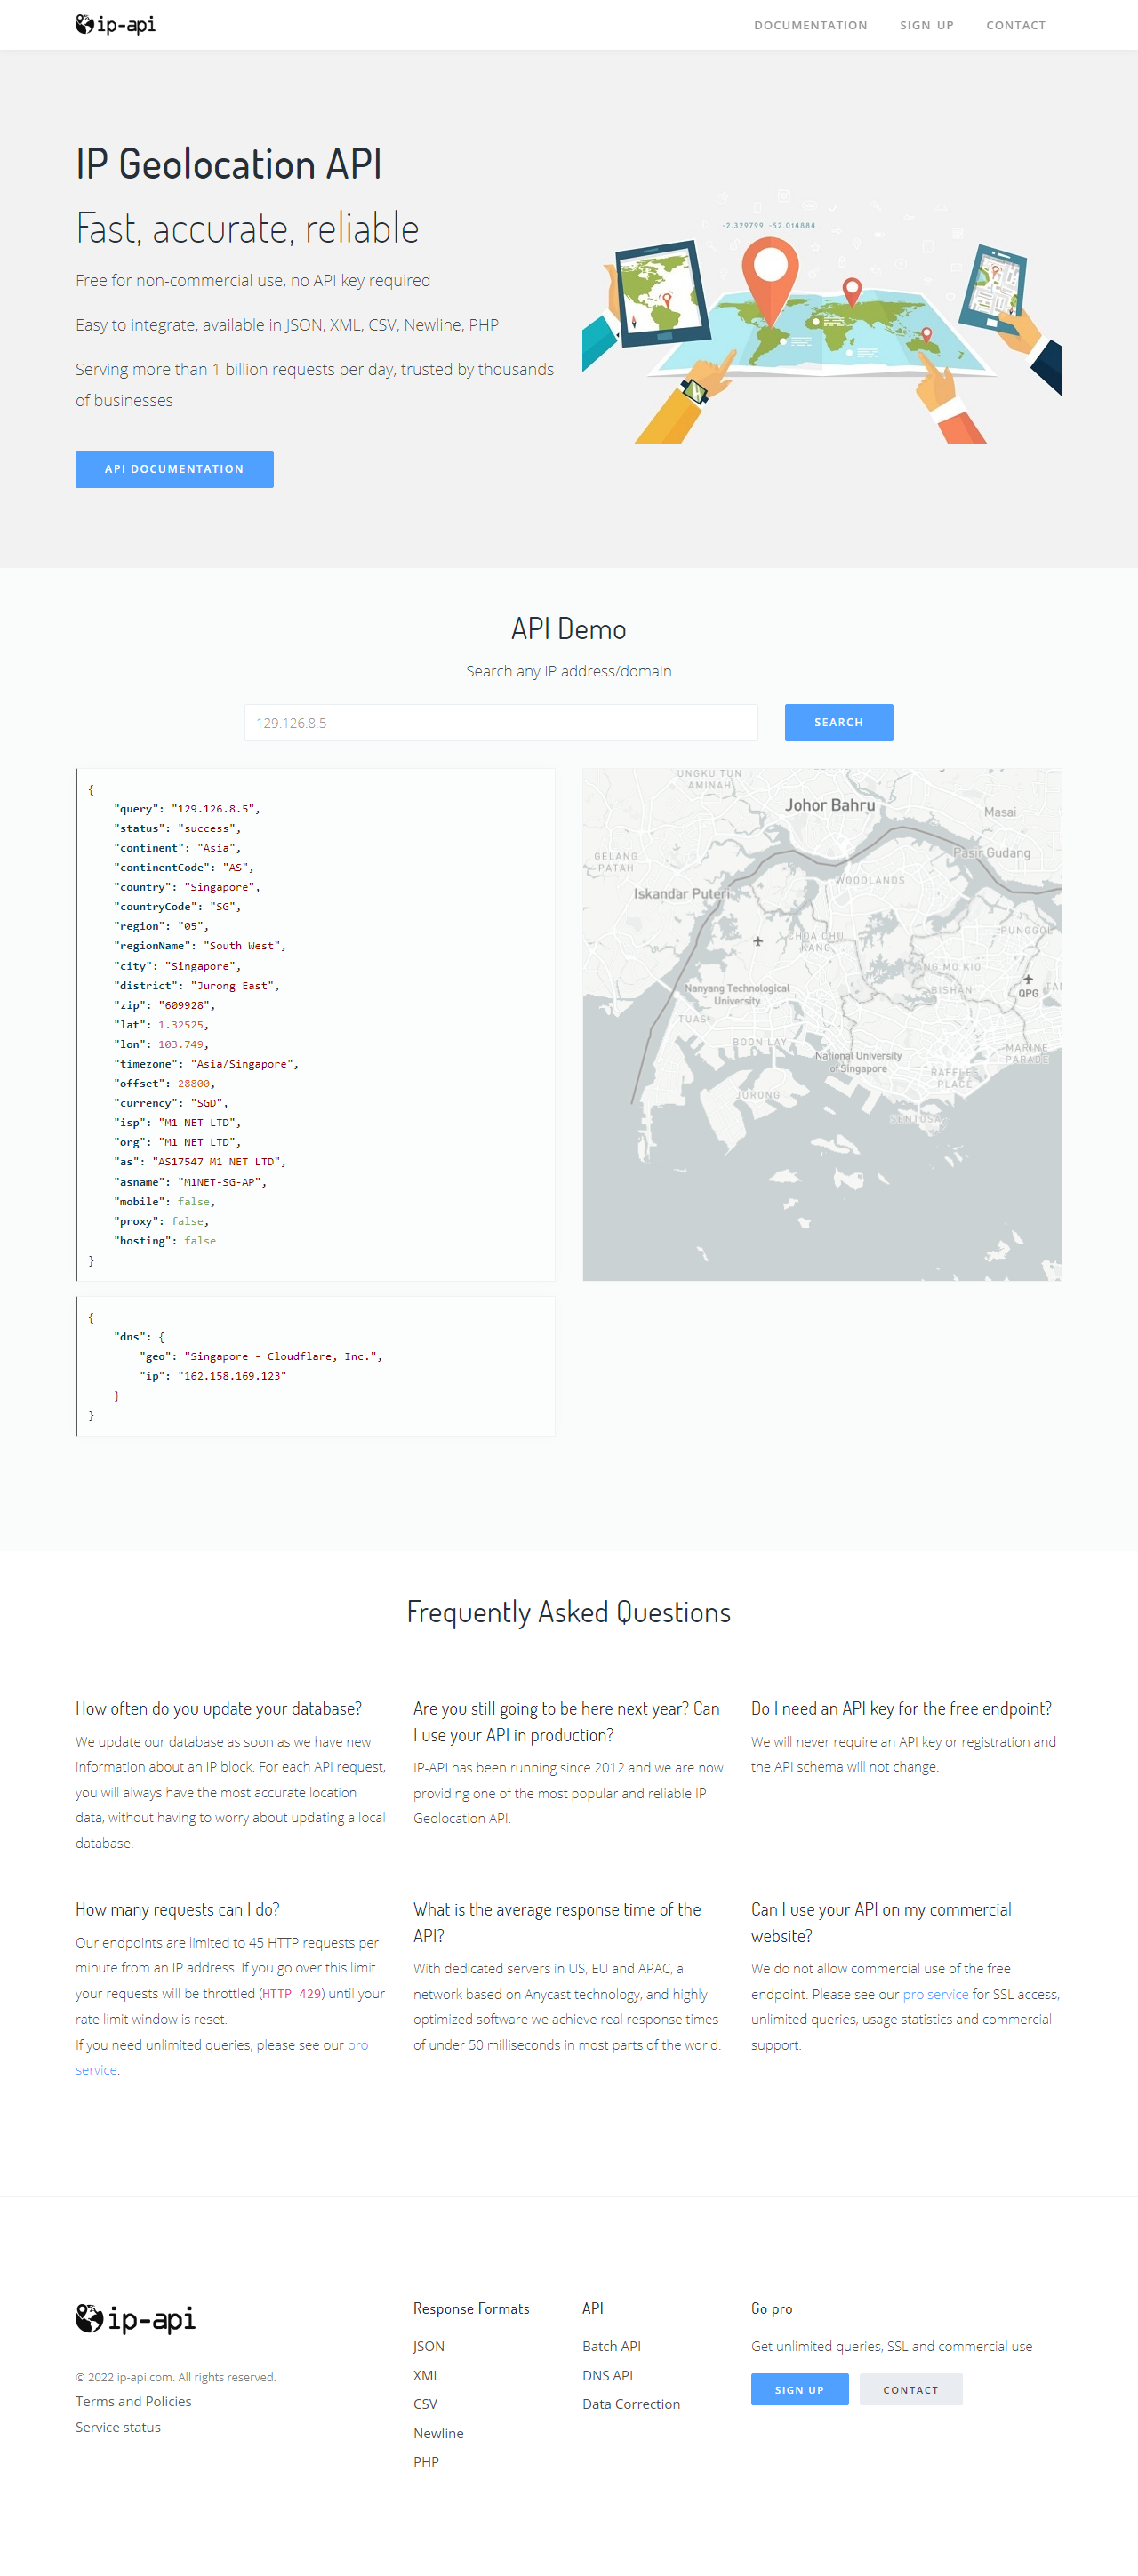 ip-api
DOCUMENTATION SIGN UP CONTACT
IP Geolocation API
Fast, accurate, reliable
Free for non-commercial use, no API key required
Easy to integrate, available in JSON, XML, CSV, Newline, PHP
Serving more than 1 billion requests per day, trusted by thousands
of businesses
API DOCUMENTATION
-2.329799, -52.014884
API Demo
Search any IP address/domain
129.126.8.5
SEARCH
{
"query": "129.126.8.5",
"status": "success",
"continent": "Asia",
"continentCode": "AS",
"country": "Singapore",
"countryCode": "SG",
"region": "05",
"regionName": "South West",
"city": "Singapore",
"district": "Jurong East",
"zip": "609928",
"lat": 1.32525,
"lon": 103.749,
"timezone": "Asia/Singapore",
"offset": 28800,
"currency": "SGD",
"isp": "M1 NET LTD",
"org": "M1 NET LTD",
"as": "AS17547 M1 NET LTD",
"asname": "M1NET-SG-AP",
"mobile": false,
"proxy": false,
"hosting": false
}
UNGKU TUN
AMINAH
Johor Bahru
Masai
Pasir Gudang
GELANG
PATAH
Iskandar Puteri
WOODLANDS
PUNGGOL
CHOA CHU
KANG
ANG MO KIO
BISHAN
QPG
TAI
Nanyang Technological
University
TUAS
BOON LAY
National University
of Singapore
MARINE
PARADE
RAFFLES
PLACE
JURONG
SENTOSA
{
"dns": {
"geo": "Singapore - Cloudflare, Inc.",
"ip": "162.158.169.123"
}
}
Frequently Asked Questions
How often do you update your database?
We update our database as soon as we have new
information about an IP block. For each API request,
you will always have the most accurate location
data, without having to worry about updating a local
database.
Are you still going to be here next year? Can
I use your API in production?
IP-API has been running since 2012 and we are now
providing one of the most popular and reliable IP
Geolocation API.
Do I need an API key for the free endpoint?
We will never require an API key or registration and
the API schema will not change.
How many requests can I do?
Our endpoints are limited to 45 HTTP requests per
minute from an IP address. If you go over this limit
your requests will be throttled (HTTP 429) until your
rate limit window is reset.
If you need unlimited queries, please see our pro
service.
What is the average response time of the
API?
With dedicated servers in US, EU and APAC, a
network based on Anycast technology, and highly
optimized software we achieve real response times
of under 50 milliseconds in most parts of the world.
Can I use your API on my commercial
website?
We do not allow commercial use of the free
endpoint. Please see our pro service for SSL access,
unlimited queries, usage statistics and commercial
support.
ip-api
© 2022 ip-api.com. All rights reserved.
Terms and Policies
Service status
Response Formats
JSON
XML
CSV
Newline
PHP
API
Batch API
DNS API
Data Correction
Go pro
Get unlimited queries, SSL and commercial use
SIGN UP
CONTACT